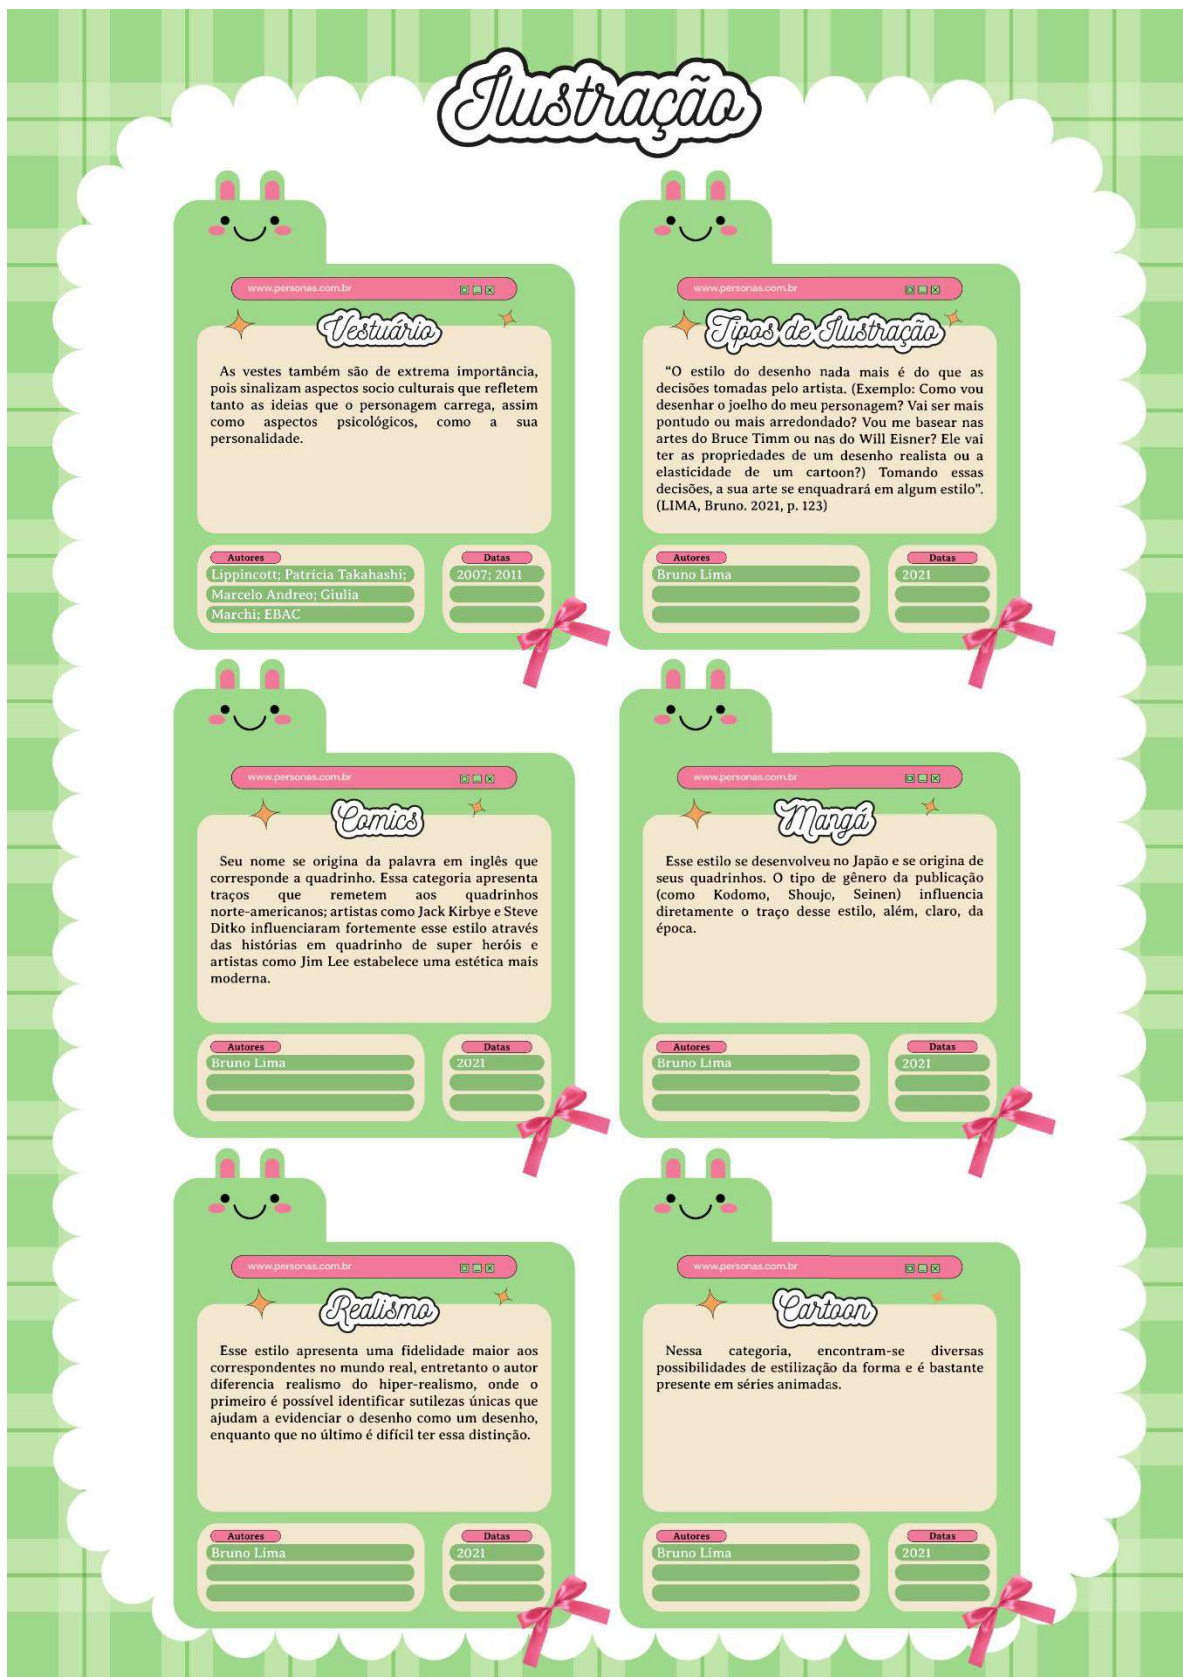 Ilustração
www.personas.com.br
Vestuário
As vestes também são de extrema importância,
pois sinalizam aspectos socio culturais que refletem
tanto as ideias que o personagem carrega, assim
como aspectos psicológicos, como a sua
personalidade.
Autores
Lippincott; Patrícia Takahashi;
Marcelo Andreo; Giulia
Marchi; EBAC
Datas
2007; 2011
www.personas.com.br
Tipos de Ilustração
“O estilo do desenho nada mais é do que as
decisões tomadas pelo artista. (Exemplo: Como vou
desenhar o joelho do meu personagem? Vai ser mais
pontudo ou mais arredondado? Vou me basear nas
artes do Bruce Timm ou nas do Will Eisner? Ele vai
ter as propriedades de um desenho realista ou a
elasticidade de um cartoon?) Tomando essas
decisões, a sua arte se enquadrará em algum estilo”.
(LIMA, Bruno. 2021, p. 123)
Autores
Bruno Lima
Datas
2021
www.personas.com.br
Comics
Seu nome se origina da palavra em inglês que
corresponde a quadrinho. Essa categoria apresenta
traços que remetem aos quadrinhos
norte-americanos; artistas como Jack Kirbye e Steve
Ditko influenciaram fortemente esse estilo através
das histórias em quadrinho de super heróis e
artistas como Jim Lee estabelece uma estética mais
moderna.
Autores
Bruno Lima
Datas
2021
www.personas.com.br
Mangá
Esse estilo se desenvolveu no Japão e se origina de
seus quadrinhos. O tipo de gênero da publicação
(como Kodomo, Shoujo, Seinen) influencia
diretamente o traço desse estilo, além, claro, da
época.
Autores
Bruno Lima
Datas
2021
www.personas.com.br
Realismo
Esse estilo apresenta uma fidelidade maior aos
correspondentes no mundo real, entretanto o autor
diferencia realismo do hiper-realismo, onde o
primeiro é possível identificar sutilezas únicas que
ajudam a evidenciar o desenho como um desenho,
enquanto que no último é difícil ter essa distinção.
Autores
Bruno Lima
Datas
2021
www.personas.com.br
Cartoon
Nessa categoria, encontram-se diversas
possibilidades de estilização da forma e é bastante
presente em séries animadas.
Autores
Bruno Lima
Datas
2021